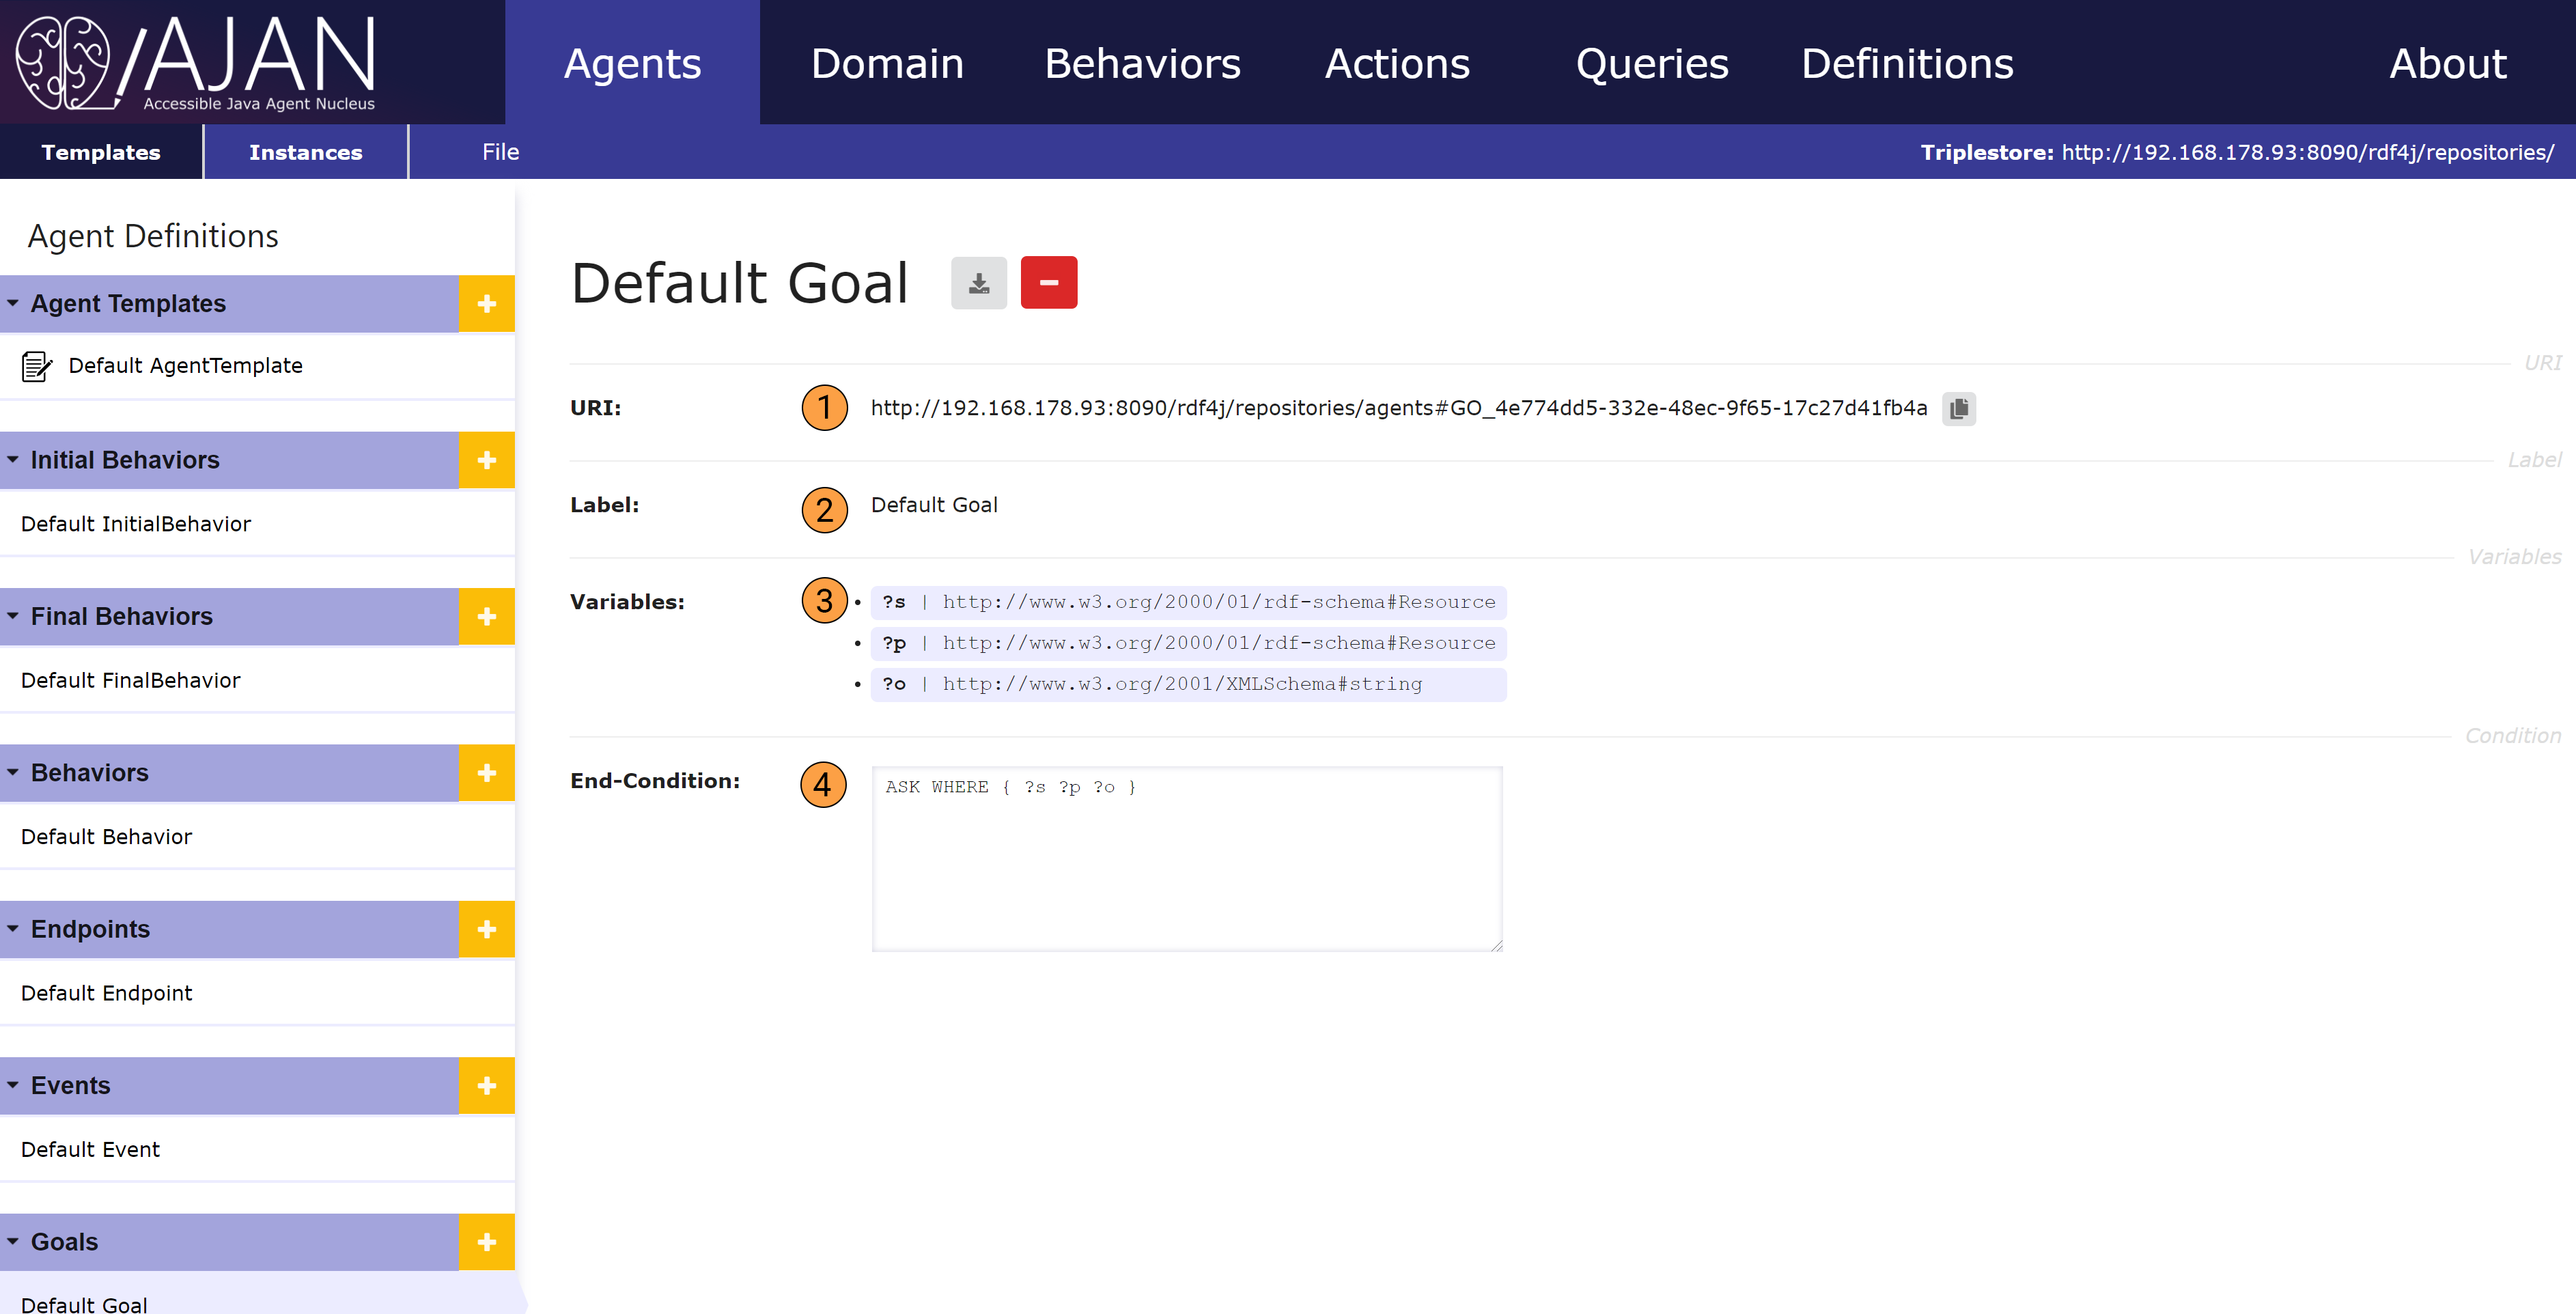 AJAN
Accessible Java Agent Nucleus
Agents
Domain
Behaviors
Actions
Queries
Definitions
About
Templates
Instances
File
Triplestore: http://192.168.178.93:8090/rdf4j/repositories/
Agent Definitions
Agent Templates
Default AgentTemplate
Initial Behaviors
Default InitialBehavior
Final Behaviors
Default FinalBehavior
Behaviors
Default Behavior
Endpoints
Default Endpoint
Events
Default Event
Goals
Default Goal
Default Goal
URI
URI:
1
http://192.168.178.93:8090/rdf4j/repositories/agents#GO_4e774dd5-332e-48ec-9f65-17c27d41fb4a
Label
Label:
2
Default Goal
Variables
Variables:
3
?s | http://www.w3.org/2000/01/rdf-schema#Resource
?p | http://www.w3.org/2000/01/rdf-schema#Resource
?o | http://www.w3.org/2001/XMLSchema#string
Condition
End-Condition:
4
ASK WHERE { ?s ?p ?o }